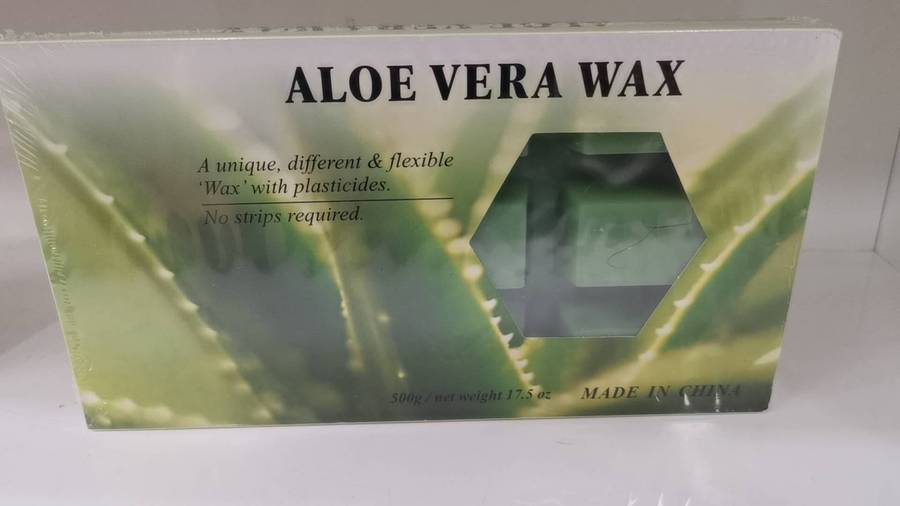 ALOE VERA WAX
A unique, different & flexible
'Wax' with plasticides.
No strips required.
500g / net weight 17.5 oz
MADE IN CHINA